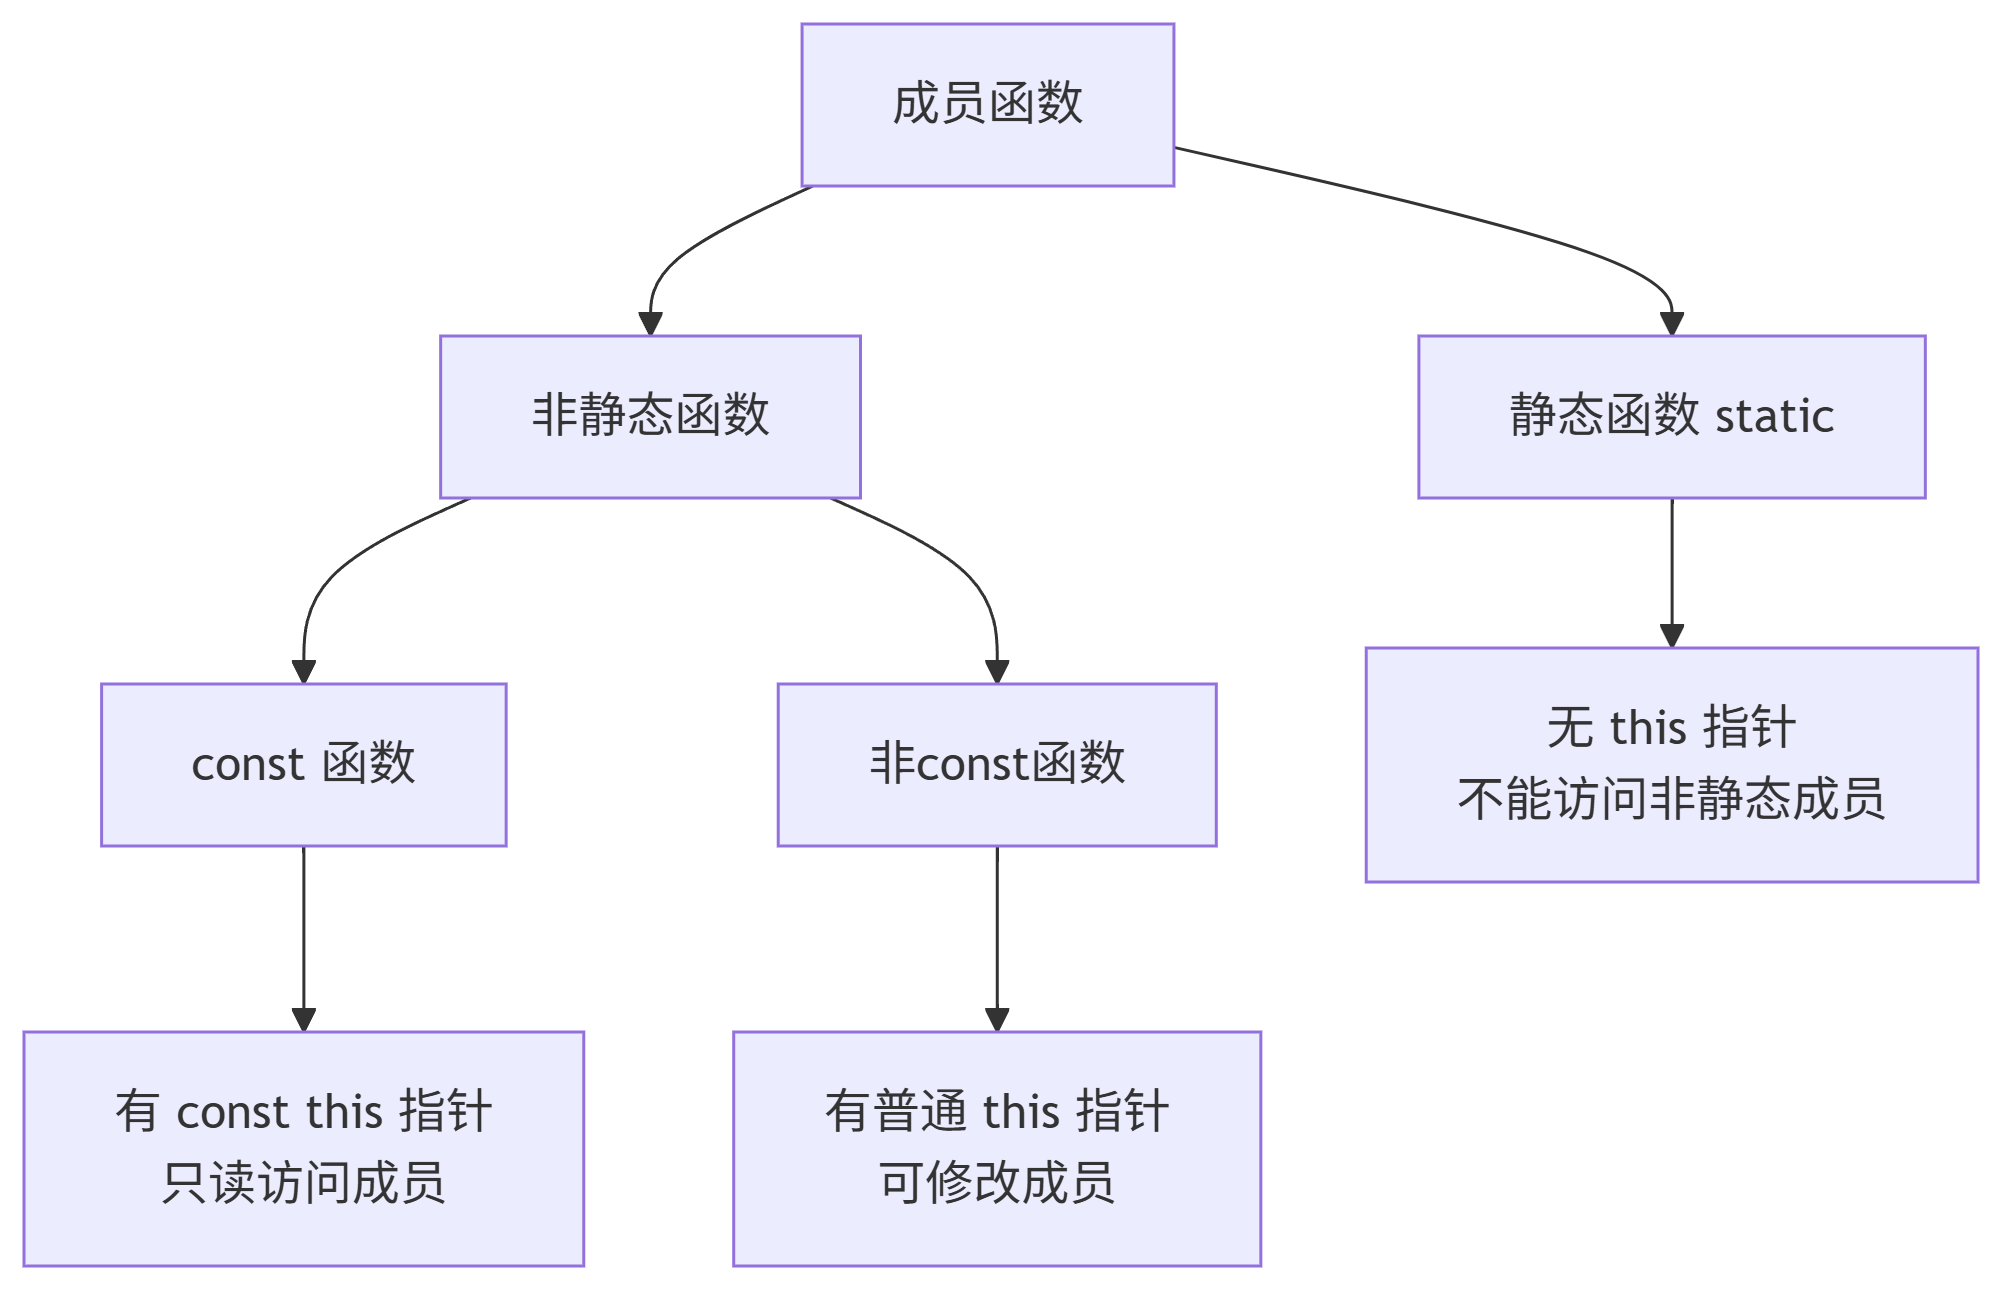 成员函数
非静态函数
静态函数 static
const 函数
非const函数
无 this 指针
不能访问非静态成员
有 const this 指针
只读访问成员
有普通 this 指针
可修改成员